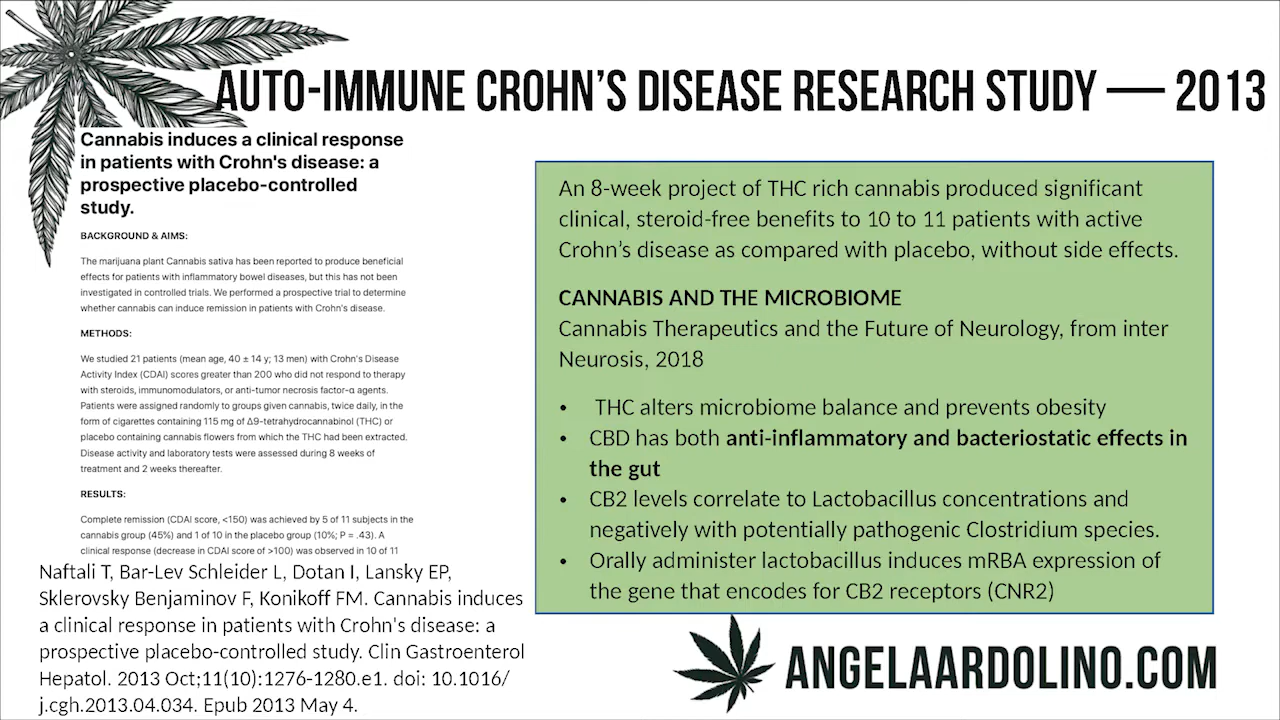 AUTO-IMMUNE CROHN’S DISEASE RESEARCH STUDY — 2013
Cannabis induces a clinical response
in patients with Crohn's disease: a
prospective placebo-controlled
study.
BACKGROUND & AIMS:
The marijuana plant Cannabis sativa has been reported to produce beneficial
effects for patients with inflammatory bowel diseases, but this has not been
investigated in controlled trials. We performed a prospective trial to determine
whether cannabis can induce remission in patients with Crohn's disease.
METHODS:
We studied 21 patients (mean age, 40 ± 14 y; 13 men) with Crohn's Disease
Activity Index (CDAI) scores greater than 200 who did not respond to therapy
with steroids, immunomodulators, or anti-tumor necrosis factor-α agents.
Patients were assigned randomly to groups given cannabis, twice daily, in the
form of cigarettes containing 115 mg of Δ9-tetrahydrocannabinol (THC) or
placebo containing cannabis flowers from which the THC had been extracted.
Disease activity and laboratory tests were assessed during 8 weeks of
treatment and 2 weeks thereafter.
RESULTS:
Complete remission (CDAI score, <150) was achieved by 5 of 11 subjects in the
cannabis group (45%) and 1 of 10 in the placebo group (10%; P = .43). A
clinical response (decrease in CDAI score of >100) was observed in 10 of 11
Naftali T, Bar-Lev Schleider L, Dotan I, Lansky EP,
Sklerovsky Benjaminov F, Konikoff FM. Cannabis induces
a clinical response in patients with Crohn's disease: a
prospective placebo-controlled study. Clin Gastroenterol
Hepatol. 2013 Oct;11(10):1276-1280.e1. doi: 10.1016/
j.cgh.2013.04.034. Epub 2013 May 4.
An 8-week project of THC rich cannabis produced significant
clinical, steroid-free benefits to 10 to 11 patients with active
Crohn’s disease as compared with placebo, without side effects.
CANNABIS AND THE MICROBIOME
Cannabis Therapeutics and the Future of Neurology, from inter
Neurosis, 2018
• THC alters microbiome balance and prevents obesity
• CBD has both anti-inflammatory and bacteriostatic effects in
the gut
• CB2 levels correlate to Lactobacillus concentrations and
negatively with potentially pathogenic Clostridium species.
• Orally administer lactobacillus induces mRBA expression of
the gene that encodes for CB2 receptors (CNR2)
ANGELAARDOLINO.COM